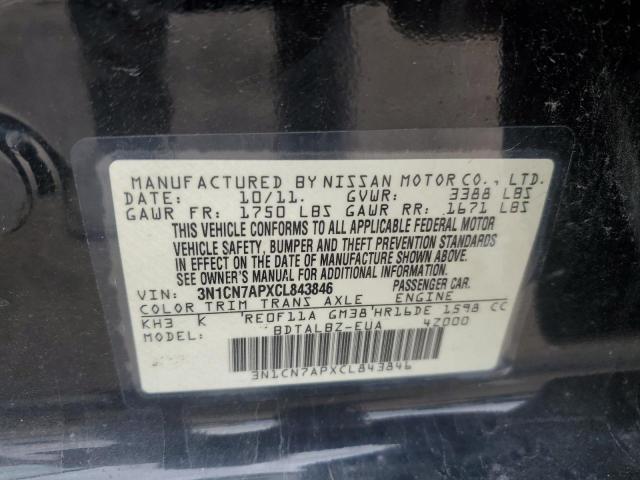 MANUFACTURED BY NISSAN MOTOR CO., LTD.
DATE: 10/11. GVWR: 3388 LBS
GAWR FR: 1750 LBS GAWR RR: 1671 LBS
THIS VEHICLE CONFORMS TO ALL APPLICABLE FEDERAL MOTOR
VEHICLE SAFETY, BUMPER AND THEFT PREVENTION STANDARDS
IN EFFECT ON THE DATE OF MANUFACTURE SHOWN ABOVE.
SEE OWNER'S MANUAL FOR ADDITIONAL INFORMATION.
VIN: 3N1CN7APXCL843846 PASSENGER CAR.
COLOR TRIM TRANS AXLE ENGINE
KH3 K RE0F11A GM38 HR16DE 1598 CC
MODEL: BDTALBZ-EUA 4Z000
3N1CN7APXCL843846